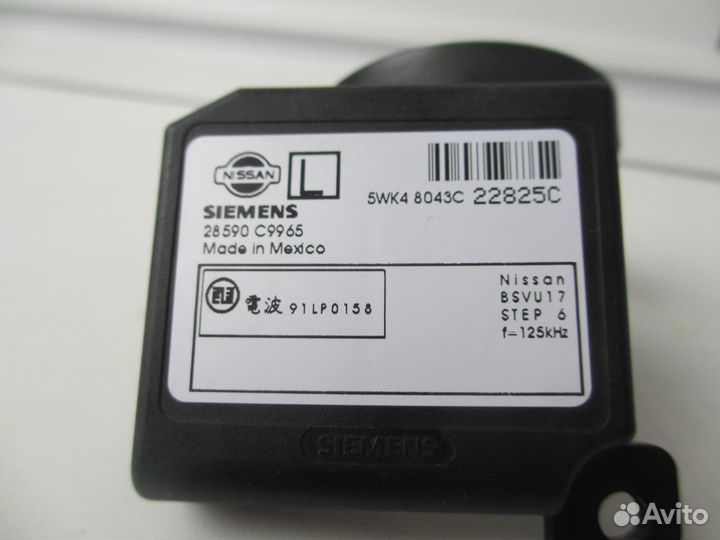 NISSAN
L
5WK4 8043C 22825C
SIEMENS
28590 C9965
Made in Mexico
電波 91LP0158
Nissan
BSVU17
STEP 6
f=125kHz
SIEMENS
Avito